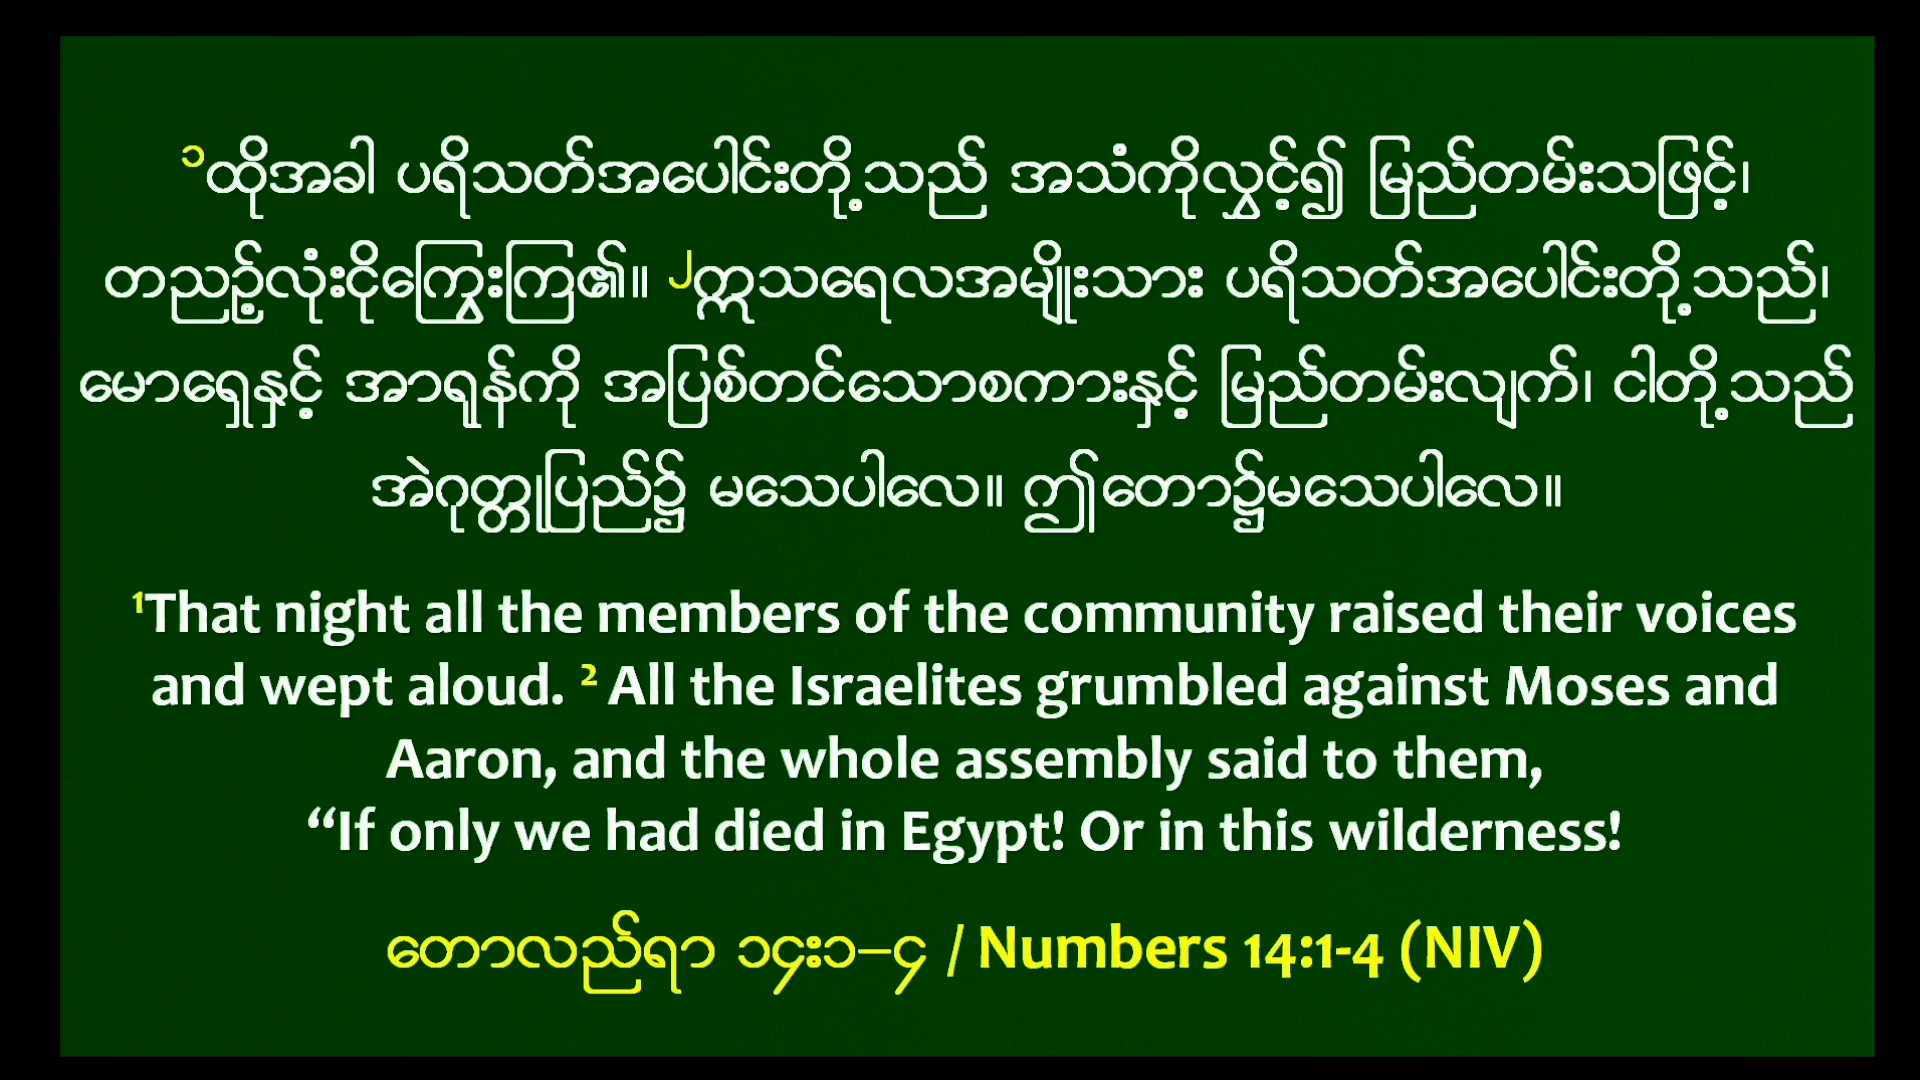 ၁ထိုအခါ ပရိသတ်အပေါင်းတို့သည် အသံကိုလွှင့်၍ မြည်တမ်းသဖြင့်၊
တညဉ့်လုံးငိုကြွေးကြ၏။ ၂ဣသရေလအမျိုးသား ပရိသတ်အပေါင်းတို့သည်၊
မောရှေနှင့် အာရုန်ကို အပြစ်တင်သောစကားနှင့် မြည်တမ်းလျက်၊ ငါတို့သည်
အဲဂုတ္တုပြည်၌ မသေပါလေ။ ဤတော၌မသေပါလေ။
1That night all the members of the community raised their voices
and wept aloud. 2 All the Israelites grumbled against Moses and
Aaron, and the whole assembly said to them,
“If only we had died in Egypt! Or in this wilderness!
တောလည်ရာ ၁၄း၁–၄ / Numbers 14:1-4 (NIV)